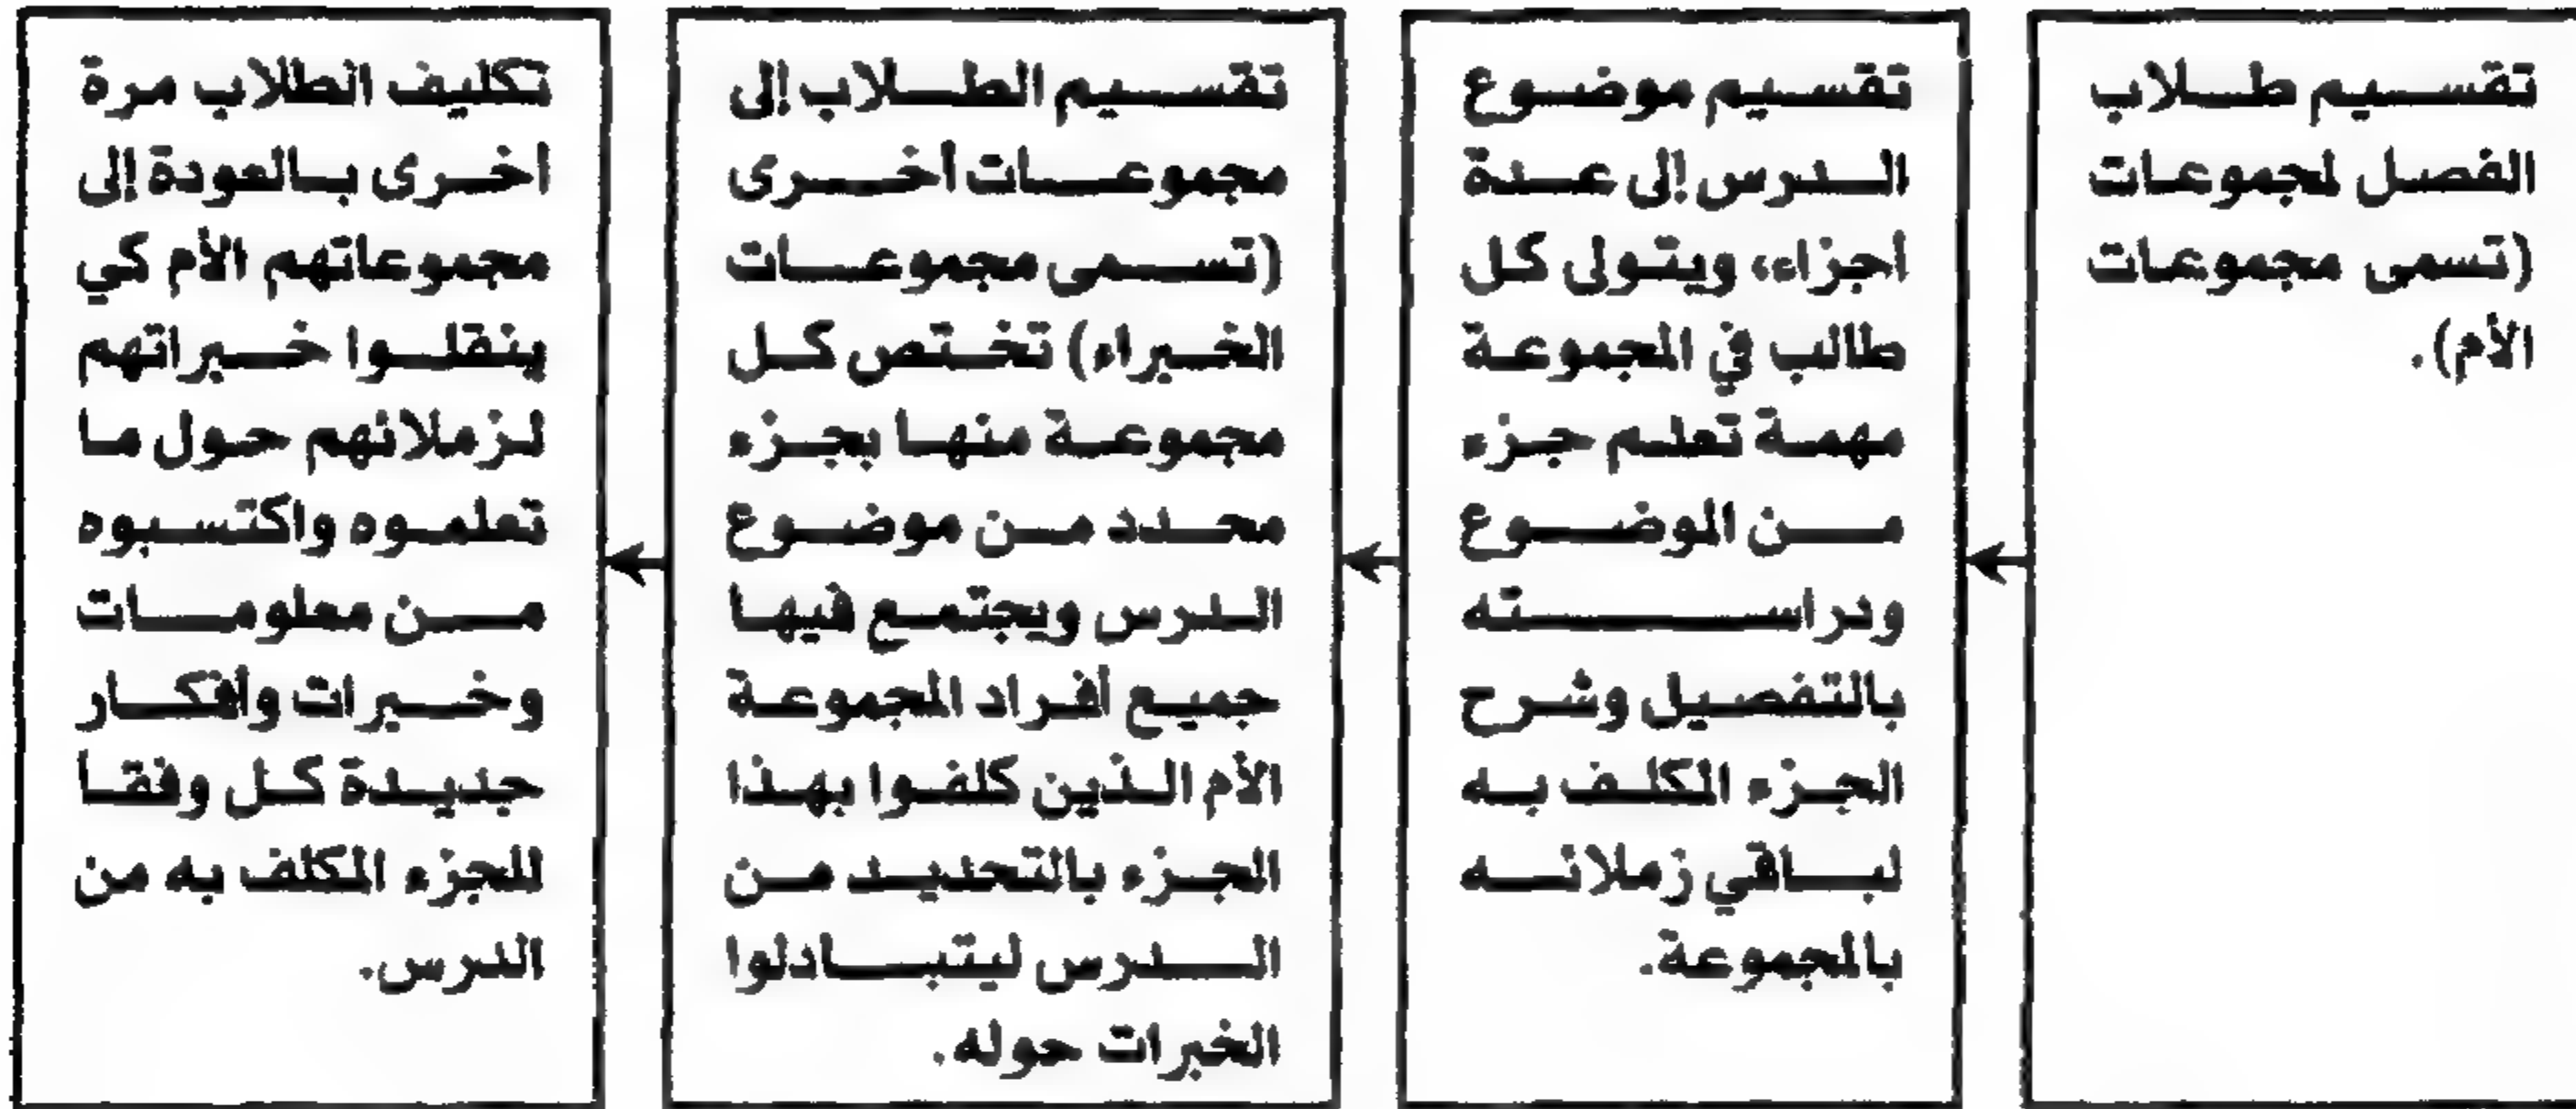 تقسيم طلاب
الفصل لمجموعات
(تسمى مجموعات
الأم).
تقسيم موضوع
الدرس إلى عدة
أجزاء، ويتولى كل
طالب في المجموعة
مهمة تعلم جزء
من الموضوع
ودراسته
بالتفصيل وشرح
الجزء المكلف به
لباقي زملائه
بالمجموعة.
تقسيم الطلاب إلى
مجموعات أخرى
(تسمى مجموعات
الخبراء) تختص كل
مجموعة منها بجزء
محدد من موضوع
الدرس ويجتمع فيها
جميع أفراد المجموعة
الأم الذين كلفوا بهذا
الجزء بالتحديد من
الدرس ليتبادلوا
الخبرات حوله.
تكليف الطلاب مرة
أخرى بالعودة إلى
مجموعاتهم الأم كي
ينقلوا خبراتهم
لزملائهم حول ما
تعلموه واكتسبوه
من معلومات
وخبرات وأفكار
جديدة كل وفقا
للجزء المكلف به من
الدرس.